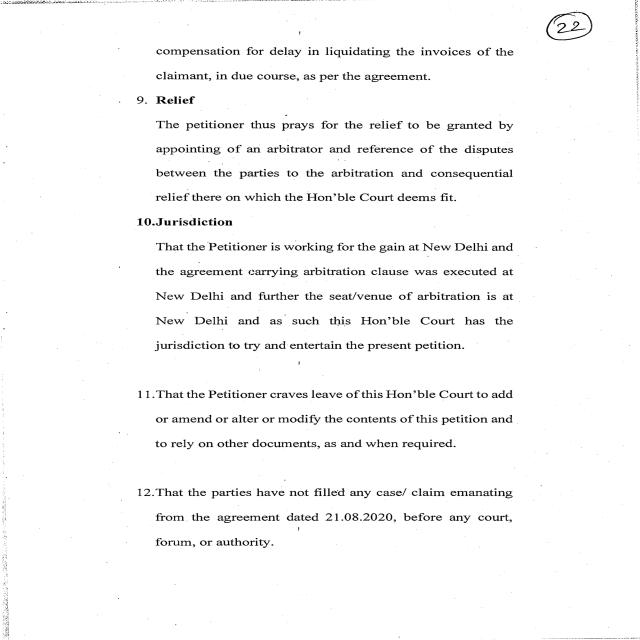 22
compensation for delay in liquidating the invoices of the
claimant, in due course, as per the agreement.
9. Relief
The petitioner thus prays for the relief to be granted by
appointing of an arbitrator and reference of the disputes
between the parties to the arbitration and consequential
relief there on which the Hon'ble Court deems fit.
10.Jurisdiction
That the Petitioner is working for the gain at New Delhi and
the agreement carrying arbitration clause was executed at
New Delhi and further the seat/venue of arbitration is at
New Delhi and as such this Hon'ble Court has the
jurisdiction to try and entertain the present petition.
11.That the Petitioner craves leave of this Hon'ble Court to add
or amend or alter or modify the contents of this petition and
to rely on other documents, as and when required.
12.That the parties have not filled any case/ claim emanating
from the agreement dated 21.08.2020, before any court,
forum, or authority.